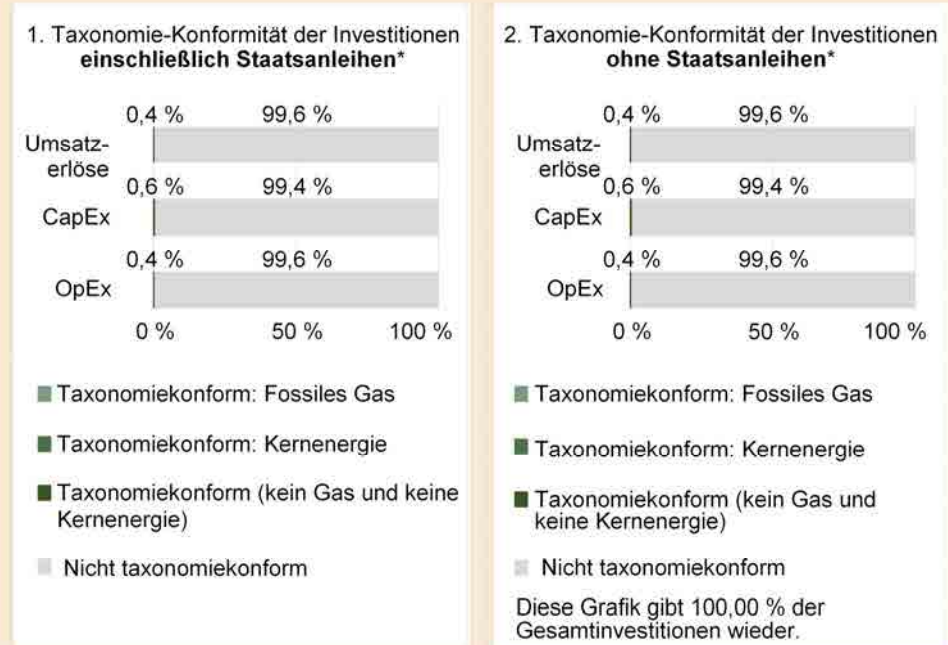 1. Taxonomie-Konformität der Investitionen
einschließlich Staatsanleihen*
0,4 % 99,6 %
Umsatz-
erlöse
0,6 % 99,4 %
CapEx
0,4 % 99,6 %
OpEx
0 % 50 % 100 %
Taxonomiekonform: Fossiles Gas
Taxonomiekonform: Kernenergie
Taxonomiekonform (kein Gas und keine
Kernenergie)
Nicht taxonomiekonform
2. Taxonomie-Konformität der Investitionen
ohne Staatsanleihen*
0,4 % 99,6 %
Umsatz-
erlöse
0,6 % 99,4 %
CapEx
0,4 % 99,6 %
OpEx
0 % 50 % 100 %
Taxonomiekonform: Fossiles Gas
Taxonomiekonform: Kernenergie
Taxonomiekonform (kein Gas und
keine Kernenergie)
Nicht taxonomiekonform
Diese Grafik gibt 100,00 % der
Gesamtinvestitionen wieder.